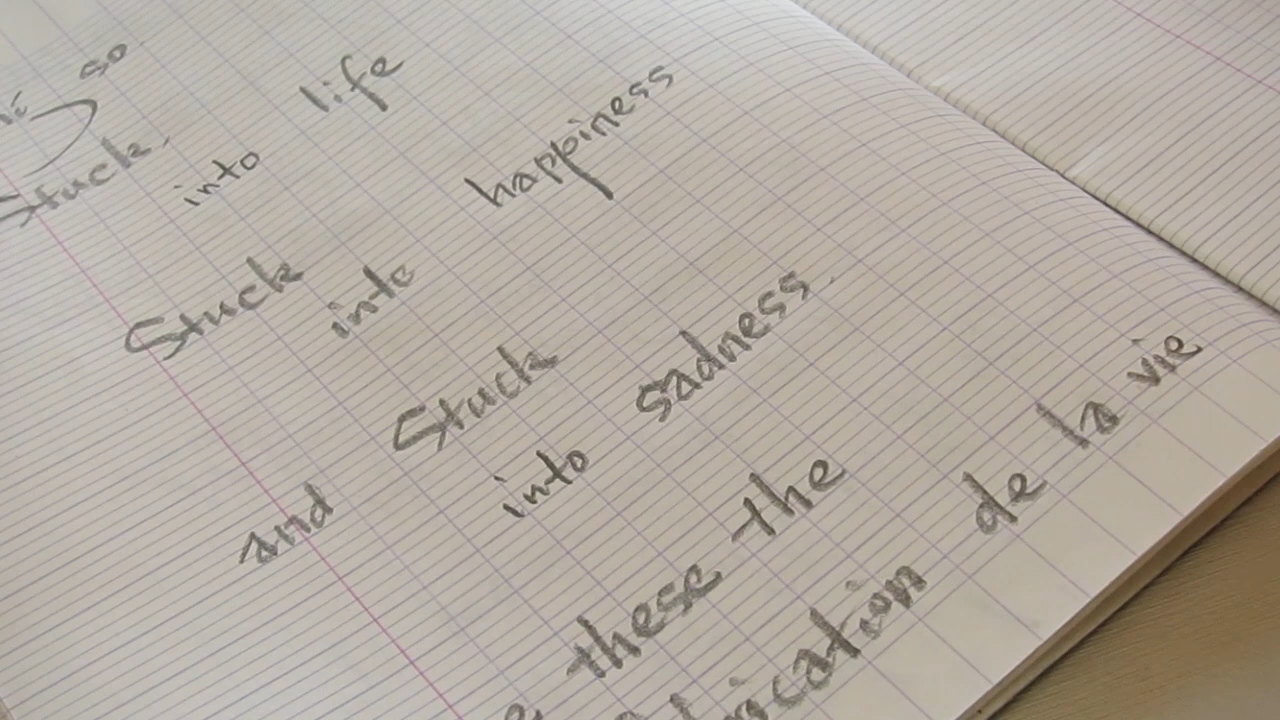 so
Stuck, into life
Stuck into happiness
and Stuck into sadness.
these the
de la vie